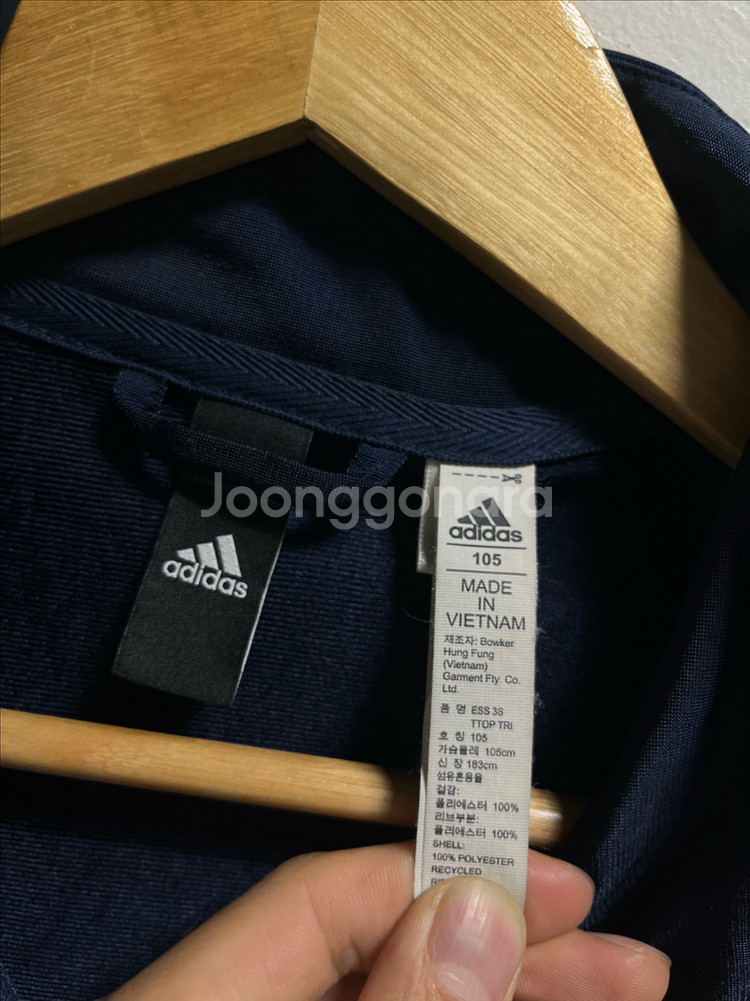 Joonggonara
adidas
adidas
105
MADE
IN
VIETNAM
제조자: Bowker
Hung Fung
(Vietnam)
Garment Fty. Co.
Ltd.
품 명 ESS 3S
TTOP TRI
호 칭 105
가슴둘레 105cm
신 장 183cm
섬유혼용율
겉감:
폴리에스터 100%
리브부분:
폴리에스터 100%
SHELL:
100% POLYESTER
RECYCLED